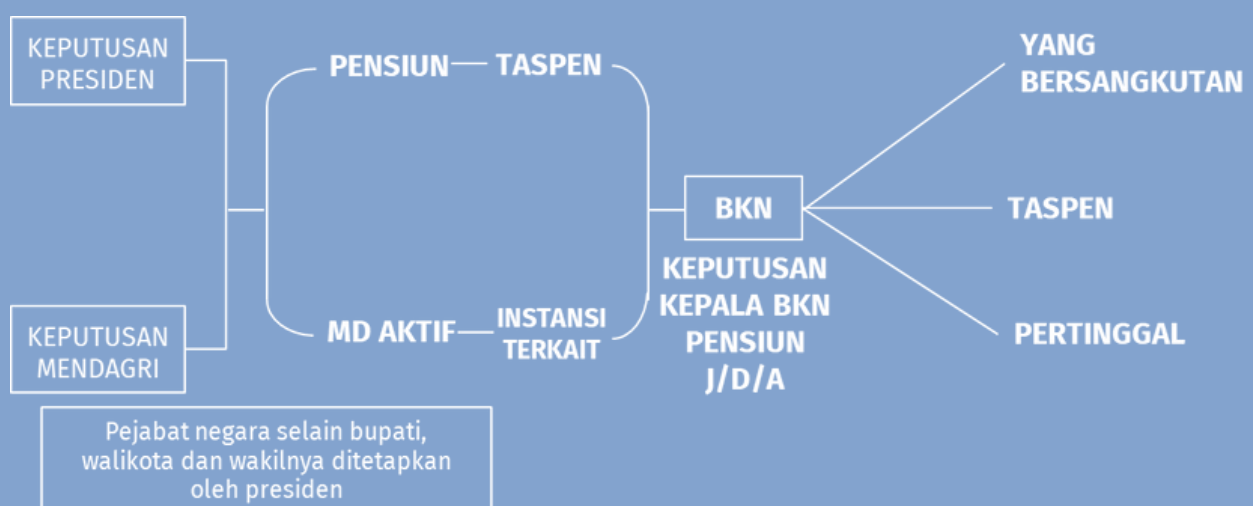 KEPUTUSAN
PRESIDEN
KEPUTUSAN
MENDAGRI
PENSIUN
TASPEN
MD AKTIF
INSTANSI
TERKAIT
BKN
KEPUTUSAN
KEPALA BKN
PENSIUN
J/D/A
YANG
BERSANGKUTAN
TASPEN
PERTINGGAL
Pejabat negara selain bupati,
walikota dan wakilnya ditetapkan
oleh presiden